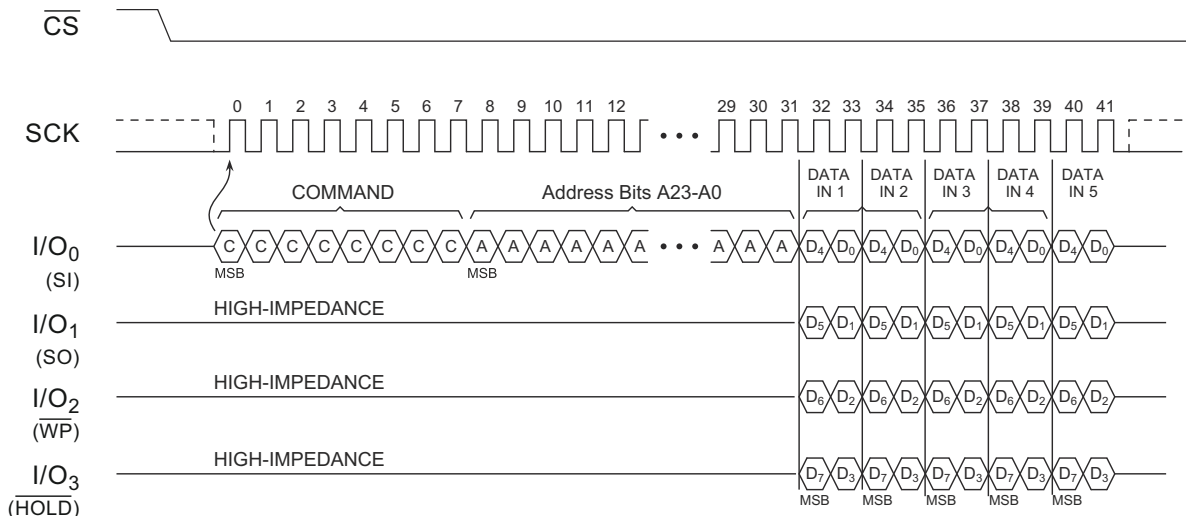 CS
0 1 2 3 4 5 6 7 8 9 10 11 12 29 30 31 32 33 34 35 36 37 38 39 40 41
SCK
DATA IN 1 DATA IN 2 DATA IN 3 DATA IN 4 DATA IN 5
COMMAND Address Bits A23-A0
I/O₀ C C C C C C C C A A A A A A • • • A A A D₄ D₀ D₄ D₀ D₄ D₀ D₄ D₀ D₄ D₀
(SI) MSB MSB
HIGH-IMPEDANCE
I/O₁ D₅ D₁ D₅ D₁ D₅ D₁ D₅ D₁ D₅ D₁
(SO)
HIGH-IMPEDANCE
I/O₂ D₆ D₂ D₆ D₂ D₆ D₂ D₆ D₂ D₆ D₂
(WP)
HIGH-IMPEDANCE
I/O₃ D₇ D₃ D₇ D₃ D₇ D₃ D₇ D₃ D₇ D₃
(HOLD) MSB MSB MSB MSB MSB